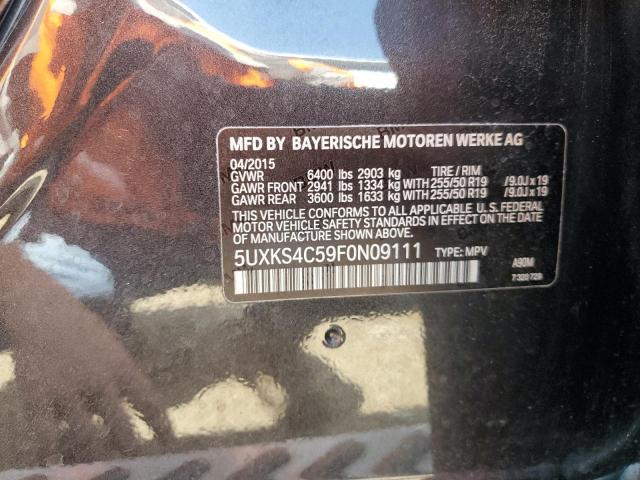 MFD BY BAYERISCHE MOTOREN WERKE AG
04/2015
GVWR 6400 lbs 2903 kg TIRE / RIM
GAWR FRONT 2941 lbs 1334 kg WITH 255/50 R19 /9.0J x 19
GAWR REAR 3600 lbs 1633 kg WITH 255/50 R19 /9.0J x 19
THIS VEHICLE CONFORMS TO ALL APPLICABLE U.S. FEDERAL
MOTOR VEHICLE SAFETY STANDARDS IN EFFECT ON THE DATE
OF MANUFACTURE SHOWN ABOVE.
5UXKS4C59F0N09111 TYPE: MPV
A90M